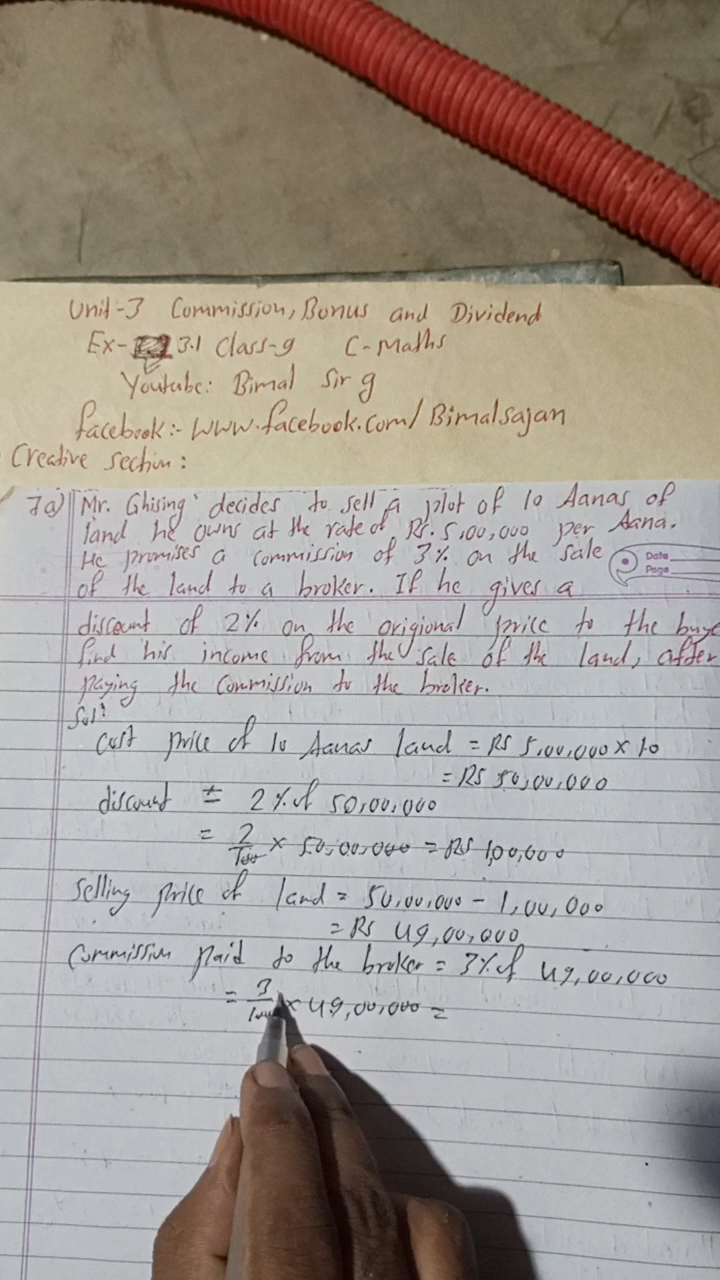 Unit-3 Commission, Bonus and Dividend
Ex- 3.1 Class-9 C-Maths
Youtube: Bimal Sir g
facebook:- www.facebook.com/Bimalsajan
Creative section:
7a) Mr. Ghising decides to sell a plot of 10 Aanas of
land he owns at the rate of Rs. 5,00,000 per Aana.
He promises a commission of 3% on the sale
Date
Page
of the land to a broker. If he gives a
discount of 2% on the origional price to the buye
find his income from the sale of the land, after
paying the commission to the broker.
Sol:
Cost price of 10 Aanas land = Rs 5,00,000 × 10
= Rs 50,00,000
discount = 2% of 50,00,000
= 2/100 × 50,00,000 = Rs 1,00,000
Selling price of land = 50,00,000 - 1,00,000
= Rs 49,00,000
Commission paid to the broker = 3% of 49,00,000
= 3/100 × 49,00,000 =